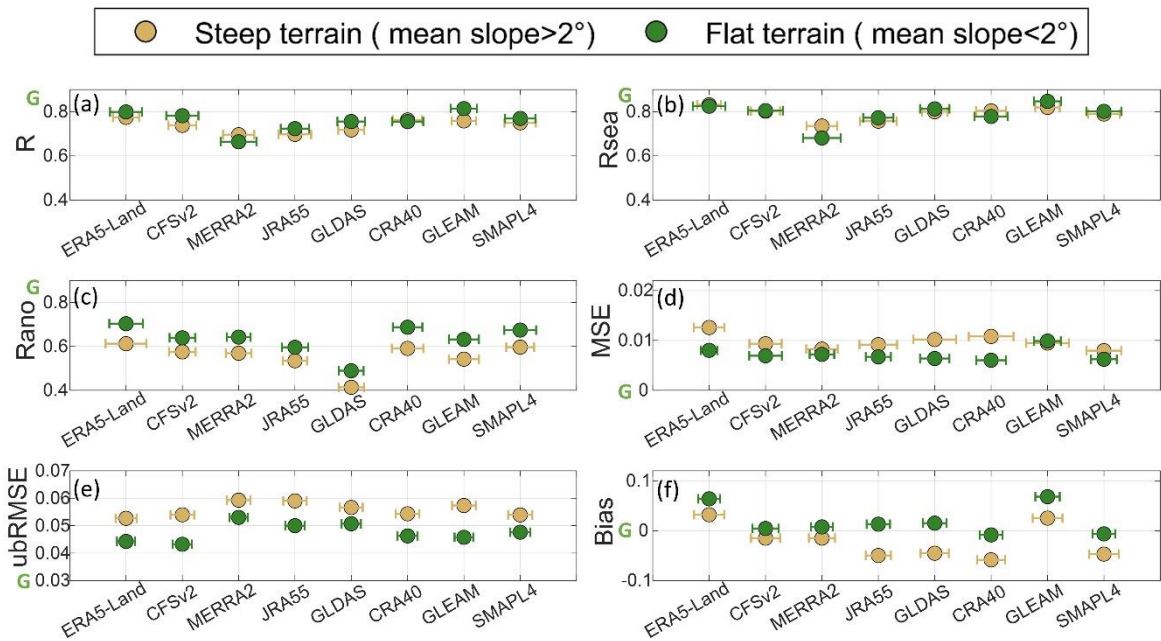 Steep terrain ( mean slope>2°)
Flat terrain ( mean slope<2°)
G
(a)
0.8
0.6
0.4
R
ERA5-Land
CFSv2
MERRA2
JRA55
GLDAS
CRA40
GLEAM
SMAPL4
G
(b)
0.8
0.6
0.4
Rsea
ERA5-Land
CFSv2
MERRA2
JRA55
GLDAS
CRA40
GLEAM
SMAPL4
G
(c)
0.8
0.6
0.4
Rano
ERA5-Land
CFSv2
MERRA2
JRA55
GLDAS
CRA40
GLEAM
SMAPL4
(d)
0.02
0.01
0
G
MSE
ERA5-Land
CFSv2
MERRA2
JRA55
GLDAS
CRA40
GLEAM
SMAPL4
(e)
0.07
0.06
0.05
0.04
0.03
G
ubRMSE
ERA5-Land
CFSv2
MERRA2
JRA55
GLDAS
CRA40
GLEAM
SMAPL4
(f)
0.1
0
-0.1
G
Bias
ERA5-Land
CFSv2
MERRA2
JRA55
GLDAS
CRA40
GLEAM
SMAPL4